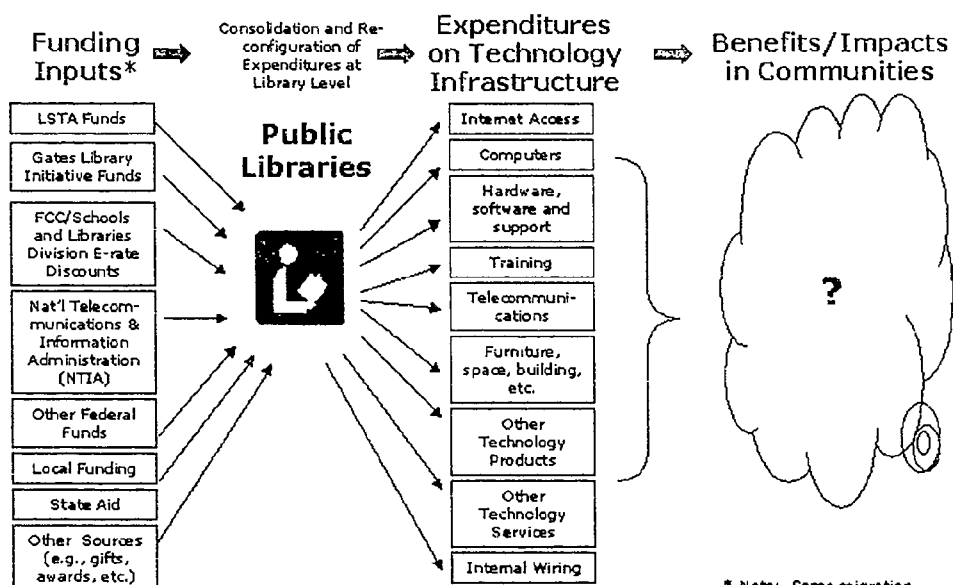 Funding
Inputs*
Consolidation and Re-
configuration of
Expenditures at
Library Level
Expenditures
on Technology
Infrastructure
Benefits/Impacts
in Communities
LSTA Funds
Gates Library
Initiative Funds
FCC/Schools
and Libraries
Division E-rate
Discounts
Nat'l Telecom-
munications &
Information
Administration
(NTIA)
Other Federal
Funds
Local Funding
State Aid
Other Sources
(e.g., gifts,
awards, etc.)
Public
Libraries
Internet Access
Computers
Hardware,
software and
support
Training
Telecommuni-
cations
Furniture,
space, building,
etc.
Other
Technology
Products
Other
Technology
Services
Internal Wiring
?
* Note: Some